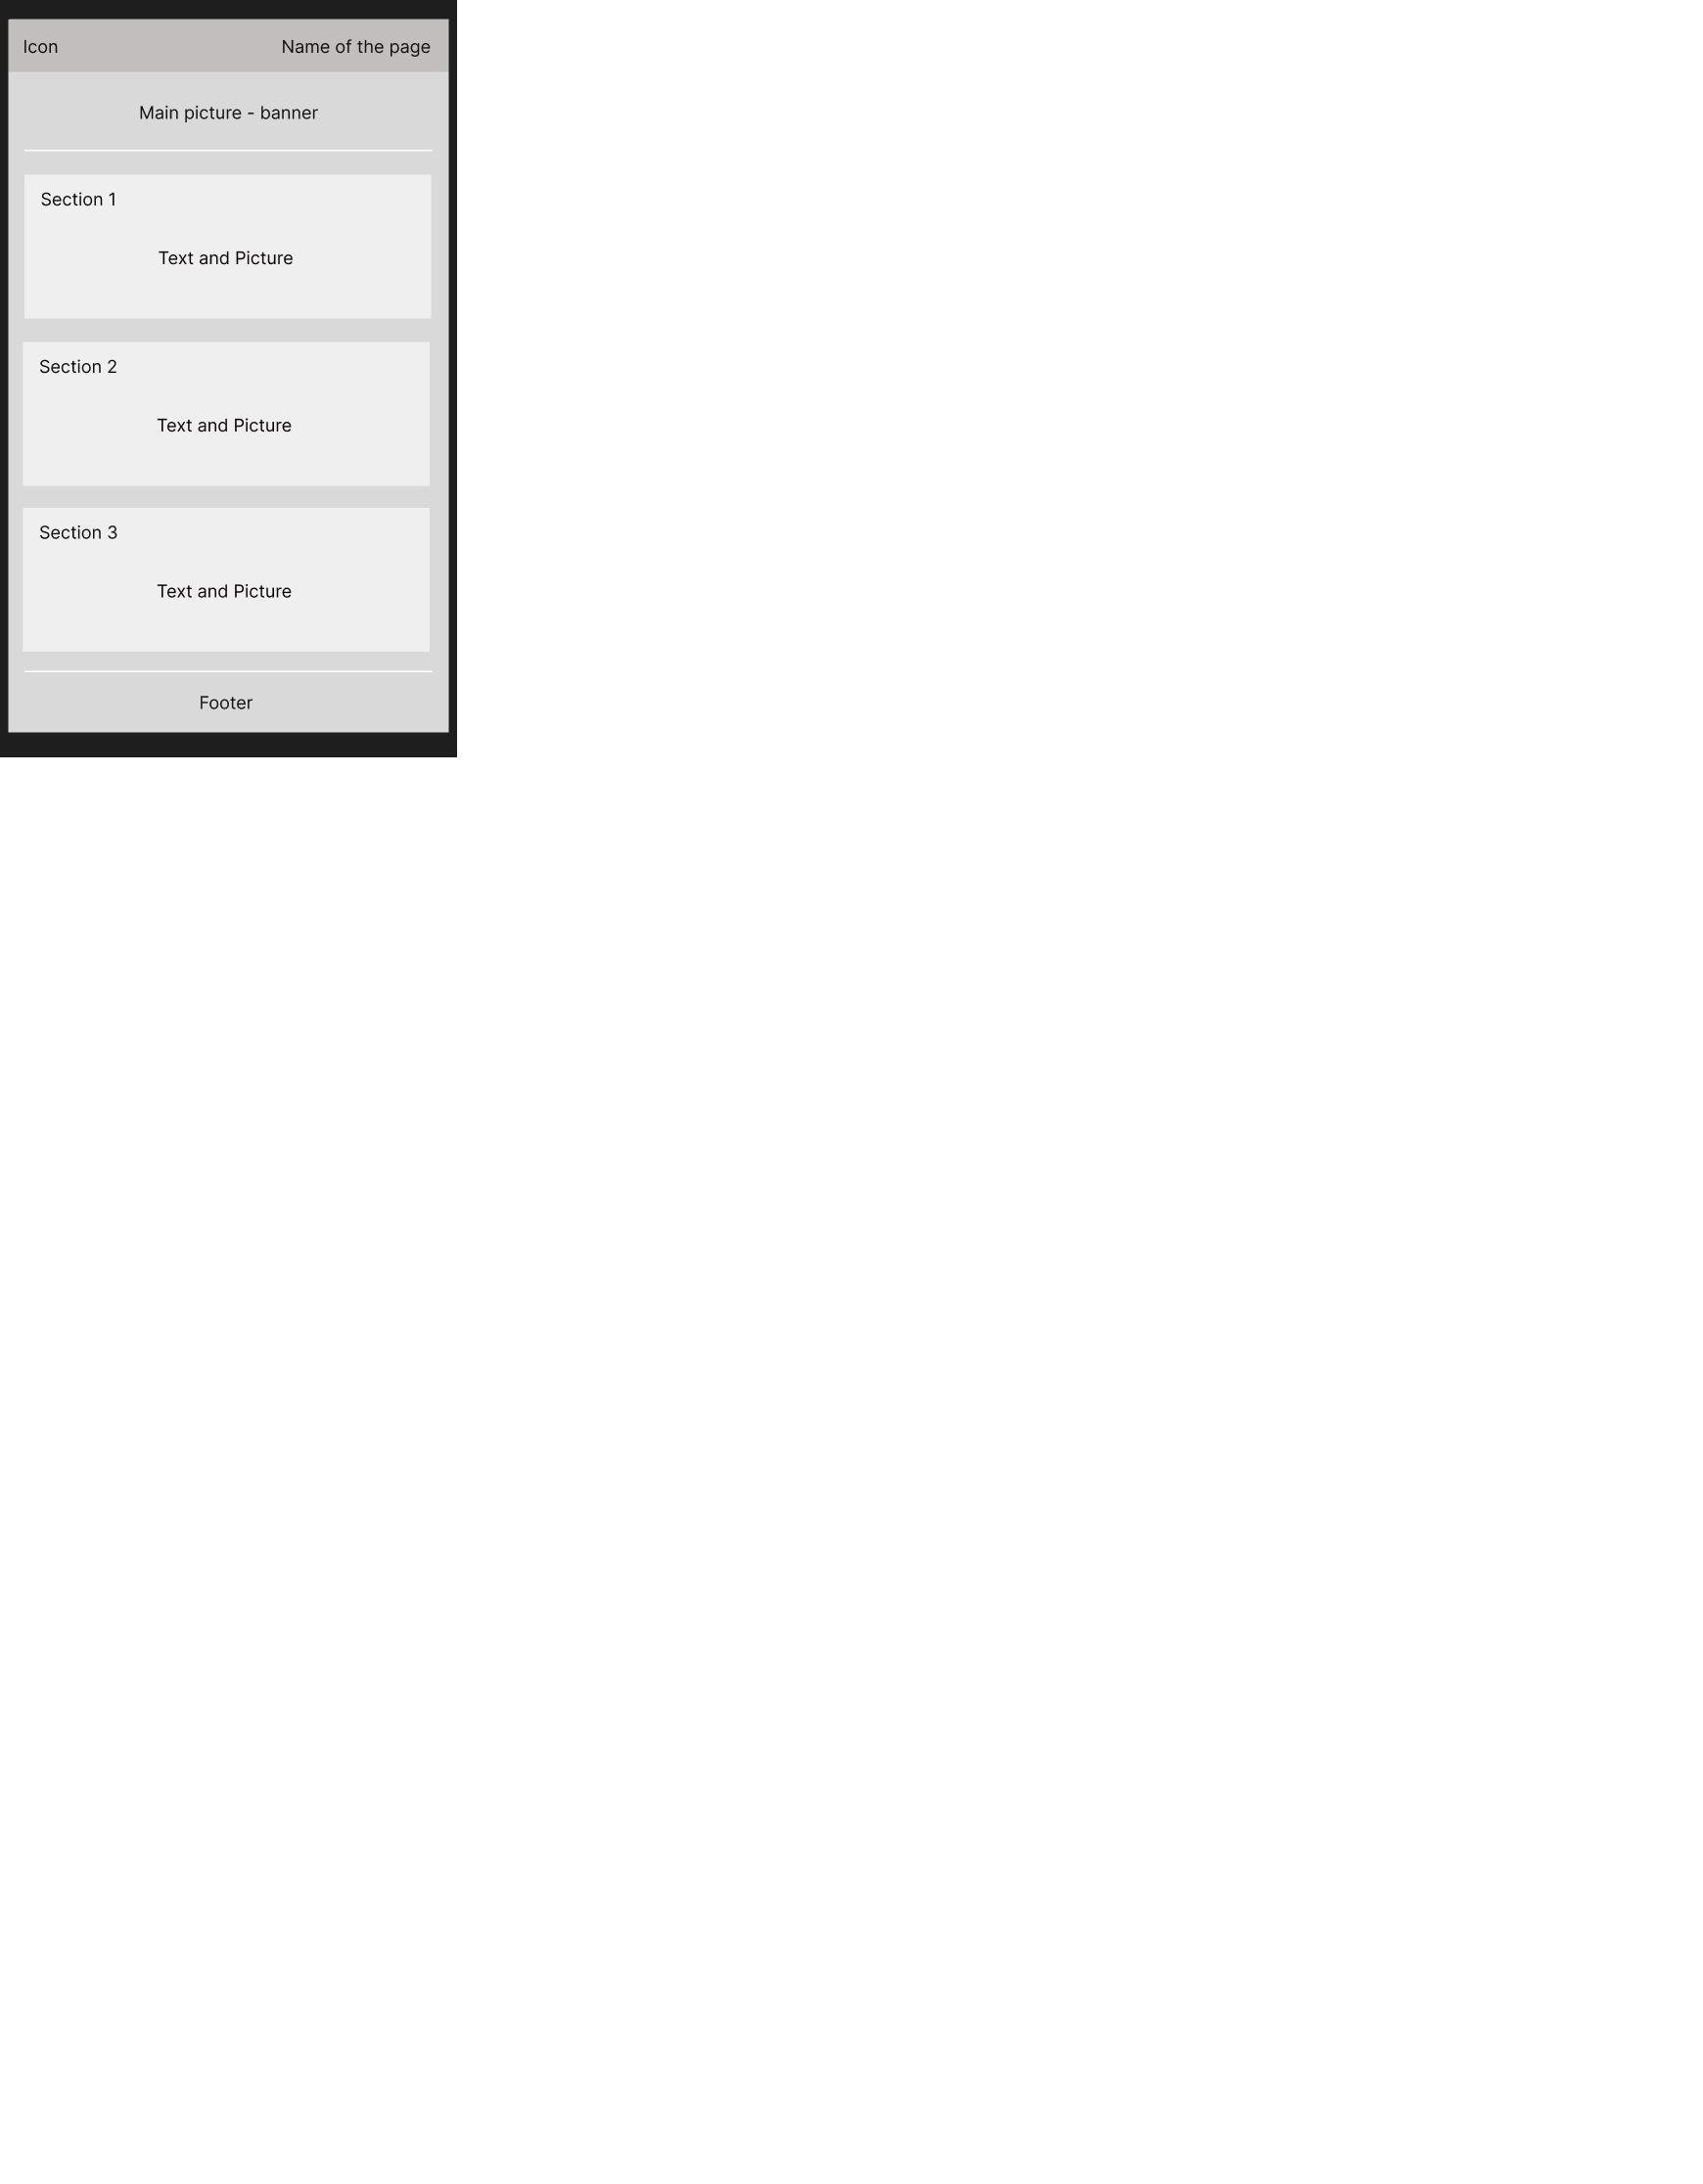 Icon
Name of the page
Main picture - banner
Section 1
Text and Picture
Section 2
Text and Picture
Section 3
Text and Picture
Footer